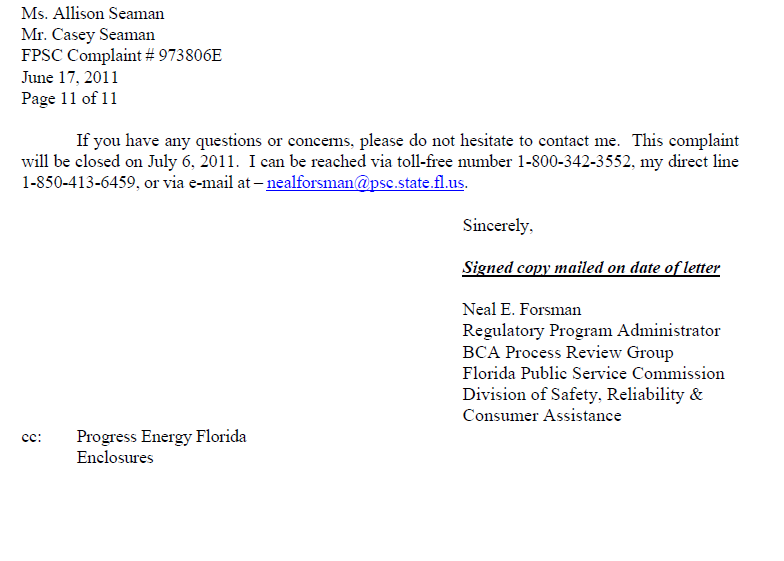 Ms. Allison Seaman
Mr. Casey Seaman
FPSC Complaint # 973806E
June 17, 2011
Page 11 of 11
If you have any questions or concerns, please do not hesitate to contact me. This complaint
will be closed on July 6, 2011. I can be reached via toll-free number 1-800-342-3552, my direct line
1-850-413-6459, or via e-mail at – nealforsman@psc.state.fl.us.
Sincerely,
Signed copy mailed on date of letter
Neal E. Forsman
Regulatory Program Administrator
BCA Process Review Group
Florida Public Service Commission
Division of Safety, Reliability &
Consumer Assistance
cc: Progress Energy Florida
Enclosures